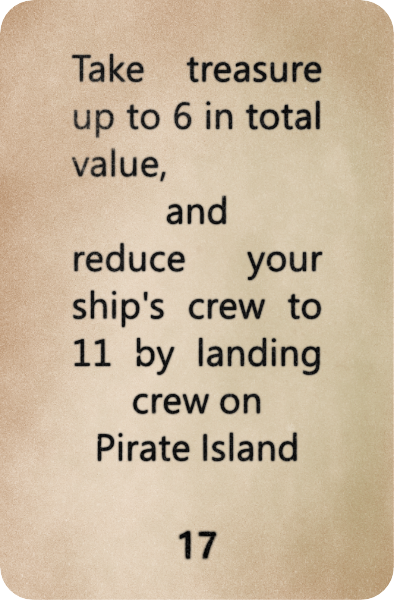 Take treasure
up to 6 in total
value,
and
reduce your
ship's crew to
11 by landing
crew on
Pirate Island
17